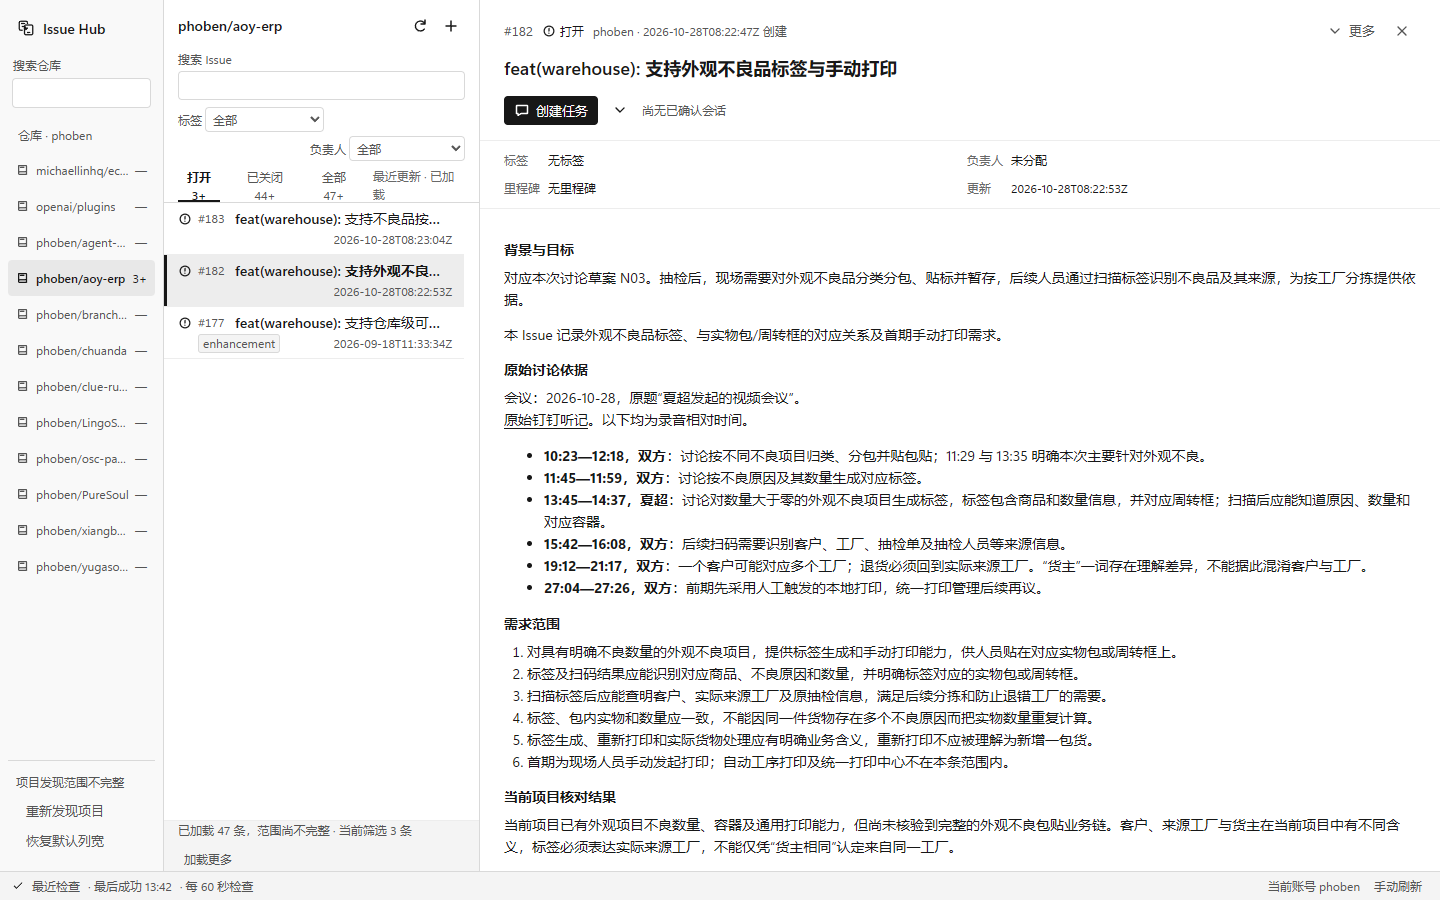 Issue Hub
搜索仓库
仓库 · phoben
michaellinhq/ec... —
openai/plugins —
phoben/agent-... —
phoben/aoy-erp 3+
phoben/branch... —
phoben/chuanda —
phoben/clue-ru... —
phoben/LingoS... —
phoben/osc-pa... —
phoben/PureSoul —
phoben/xiangb... —
phoben/yugaso... —
项目发现范围不完整
重新发现项目
恢复默认列宽
phoben/aoy-erp
搜索 Issue
标签 全部
负责人 全部
打开 3+
已关闭 44+
全部 47+
最近更新 · 已加载
#183 feat(warehouse): 支持不良品按...
2026-10-28T08:23:04Z
#182 feat(warehouse): 支持外观不良...
2026-10-28T08:22:53Z
#177 feat(warehouse): 支持仓库级可...
enhancement 2026-09-18T11:33:34Z
已加载 47 条，范围尚不完整 · 当前筛选 3 条
加载更多
#182 打开 phoben · 2026-10-28T08:22:47Z 创建
更多
feat(warehouse): 支持外观不良品标签与手动打印
创建任务 尚无已确认会话
标签 无标签
负责人 未分配
里程碑 无里程碑
更新 2026-10-28T08:22:53Z
背景与目标
对应本次讨论草案 N03。抽检后，现场需要对外观不良品分类分包、贴标并暂存，后续人员通过扫描标签识别不良品及其来源，为按工厂分拣提供依
据。
本 Issue 记录外观不良品标签、与实物包/周转框的对应关系及首期手动打印需求。
原始讨论依据
会议：2026-10-28，原题“夏超发起的视频会议”。
原始钉钉听记。以下均为录音相对时间。
• 10:23—12:18，双方：讨论按不同不良项目归类、分包并贴包贴；11:29 与 13:35 明确本次主要针对外观不良。
• 11:45—11:59，双方：讨论按不良原因及其数量生成对应标签。
• 13:45—14:37，夏超：讨论对数量大于零的外观不良项目生成标签，标签包含商品和数量信息，并对应周转框；扫描后应能知道原因、数量和
对应容器。
• 15:42—16:08，双方：后续扫码需要识别客户、工厂、抽检单及抽检人员等来源信息。
• 19:12—21:17，双方：一个客户可能对应多个工厂；退货必须回到实际来源工厂。“货主”一词存在理解差异，不能据此混淆客户与工厂。
• 27:04—27:26，双方：前期先采用人工触发的本地打印，统一打印管理后续再议。
需求范围
1. 对具有明确不良数量的外观不良项目，提供标签生成和手动打印能力，供人员贴在对应实物包或周转框上。
2. 标签及扫码结果应能识别对应商品、不良原因和数量，并明确标签对应的实物包或周转框。
3. 扫描标签后应能查明客户、实际来源工厂及原抽检信息，满足后续分拣和防止退错工厂的需要。
4. 标签、包内实物和数量应一致，不能因同一件货物存在多个不良原因而把实物数量重复计算。
5. 标签生成、重新打印和实际货物处理应有明确业务含义，重新打印不应被理解为新增一包货。
6. 首期为现场人员手动发起打印；自动工序打印及统一打印中心不在本条范围内。
当前项目核对结果
当前项目已有外观项目不良数量、容器及通用打印能力，但尚未核验到完整的外观不良包贴业务链。客户、来源工厂与货主在当前项目中有不同含
义，标签必须表达实际来源工厂，不能仅凭“货主相同”认定来自同一工厂。
最近检查 · 最后成功 13:42 · 每 60 秒检查
当前账号 phoben 手动刷新